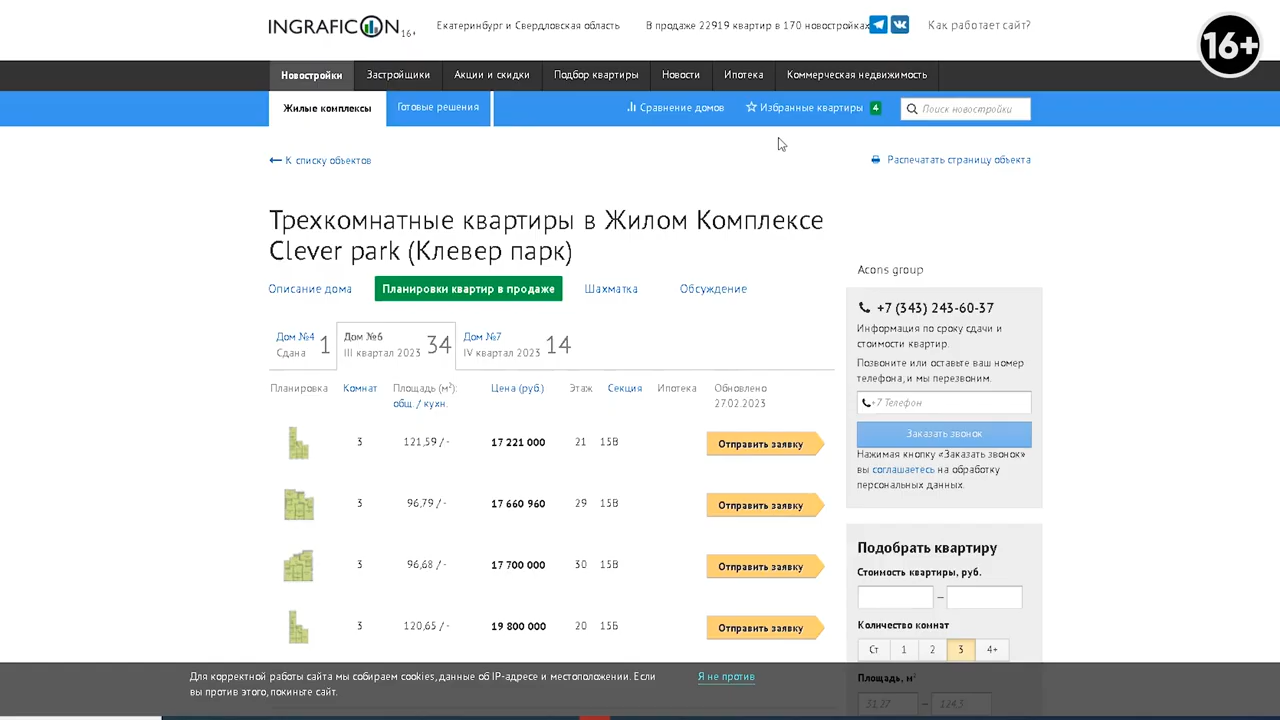 INGRAFICON 16+
Екатеринбург и Свердловская область
В продаже 22919 квартир в 170 новостройках
Как работает сайт?
16+
Новостройки
Застройщики
Акции и скидки
Подбор квартиры
Новости
Ипотека
Коммерческая недвижимость
Жилые комплексы
Готовые решения
Сравнение домов
Избранные квартиры 4
Поиск новостройки
К списку объектов
Распечатать страницу объекта
Трехкомнатные квартиры в Жилом Комплексе
Clever park (Клевер парк)
Описание дома
Планировки квартир в продаже
Шахматка
Обсуждение
Дом №4
Сдана
1
Дом №6
III квартал 2023
34
Дом №7
IV квартал 2023
14
Планировка Комнат Площадь (м²): Цена (руб.) Этаж Секция Ипотека Обновлено
общ. / кухн. 27.02.2023
3 121,59 / - 17 221 000 21 15В Отправить заявку
3 96,79 / - 17 660 960 29 15В Отправить заявку
3 96,68 / - 17 700 000 30 15В Отправить заявку
3 120,65 / - 19 800 000 20 15Б Отправить заявку
Acons group
+7 (343) 243-60-37
Информация по сроку сдачи и
стоимости квартир.
Позвоните или оставьте ваш номер
телефона, и мы перезвоним.
+7 Телефон
Заказать звонок
Нажимая кнопку «Заказать звонок»
вы соглашаетесь на обработку
персональных данных.
Подобрать квартиру
Стоимость квартиры, руб.
–
Количество комнат
Ст 1 2 3 4+
Площадь, м²
31,27 – 124,3
Для корректной работы сайта мы собираем cookies, данные об IP-адресе и местоположении. Если
вы против этого, покиньте сайт.
Я не против